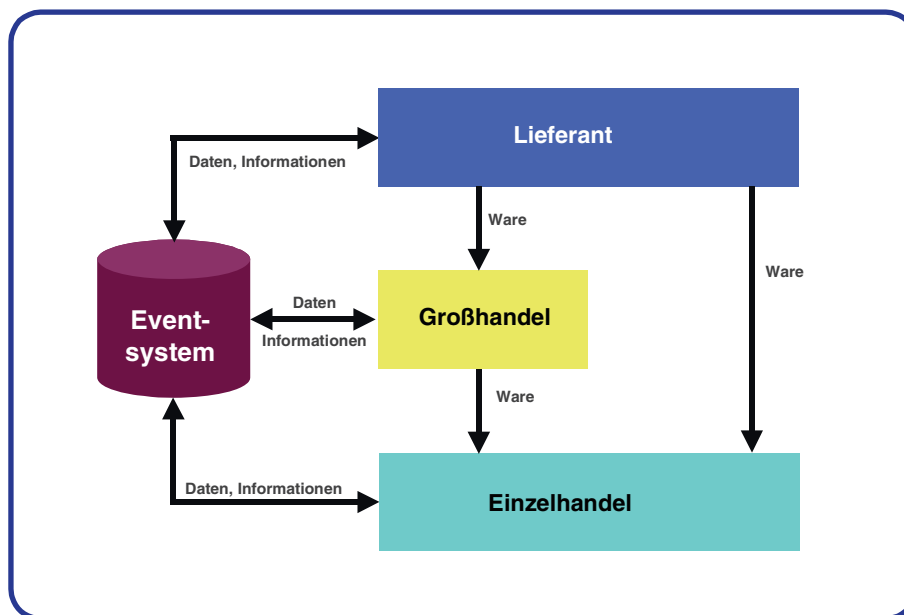 Lieferant
Daten, Informationen
Ware
Ware
Event-
system
Daten
Informationen
Großhandel
Ware
Daten, Informationen
Einzelhandel